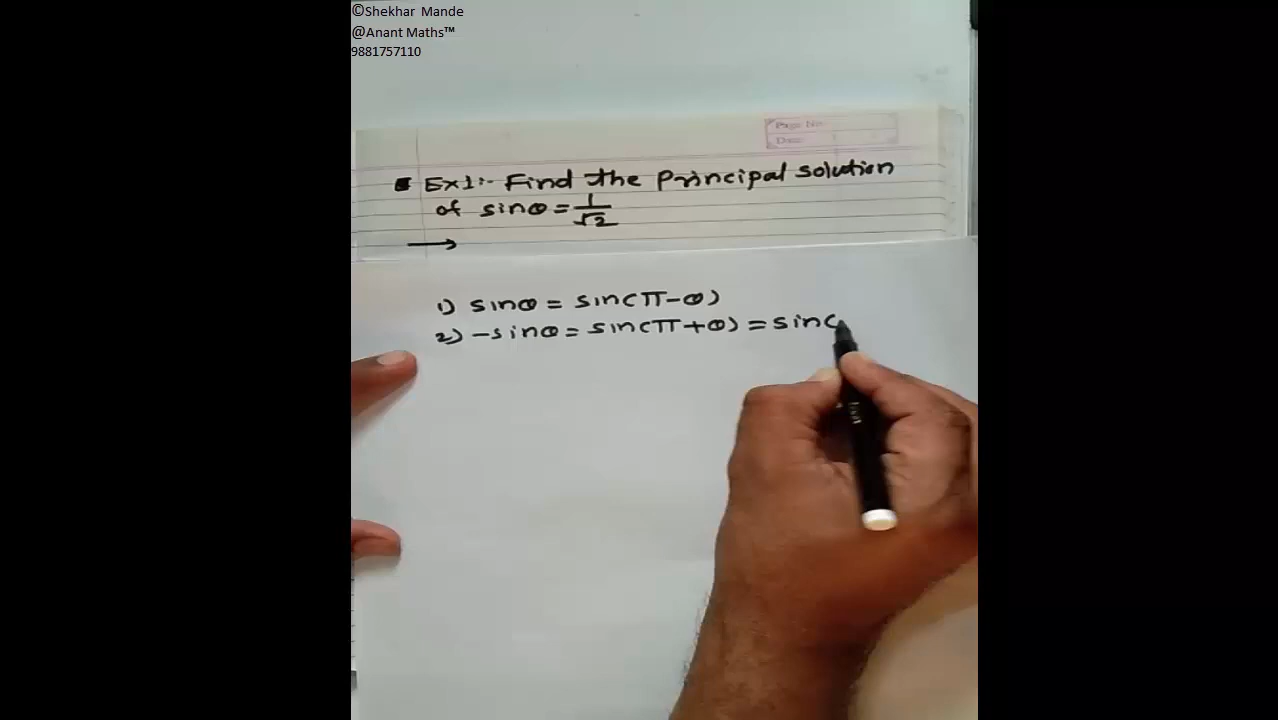 ©Shekhar Mande
@Anant Maths™
9881757110
Page No.
Date
Ex1:- Find the Principal solution
of sinθ = 1/√2
→
1) sinθ = sin(π-θ)
2) -sinθ = sin(π+θ) = sin(